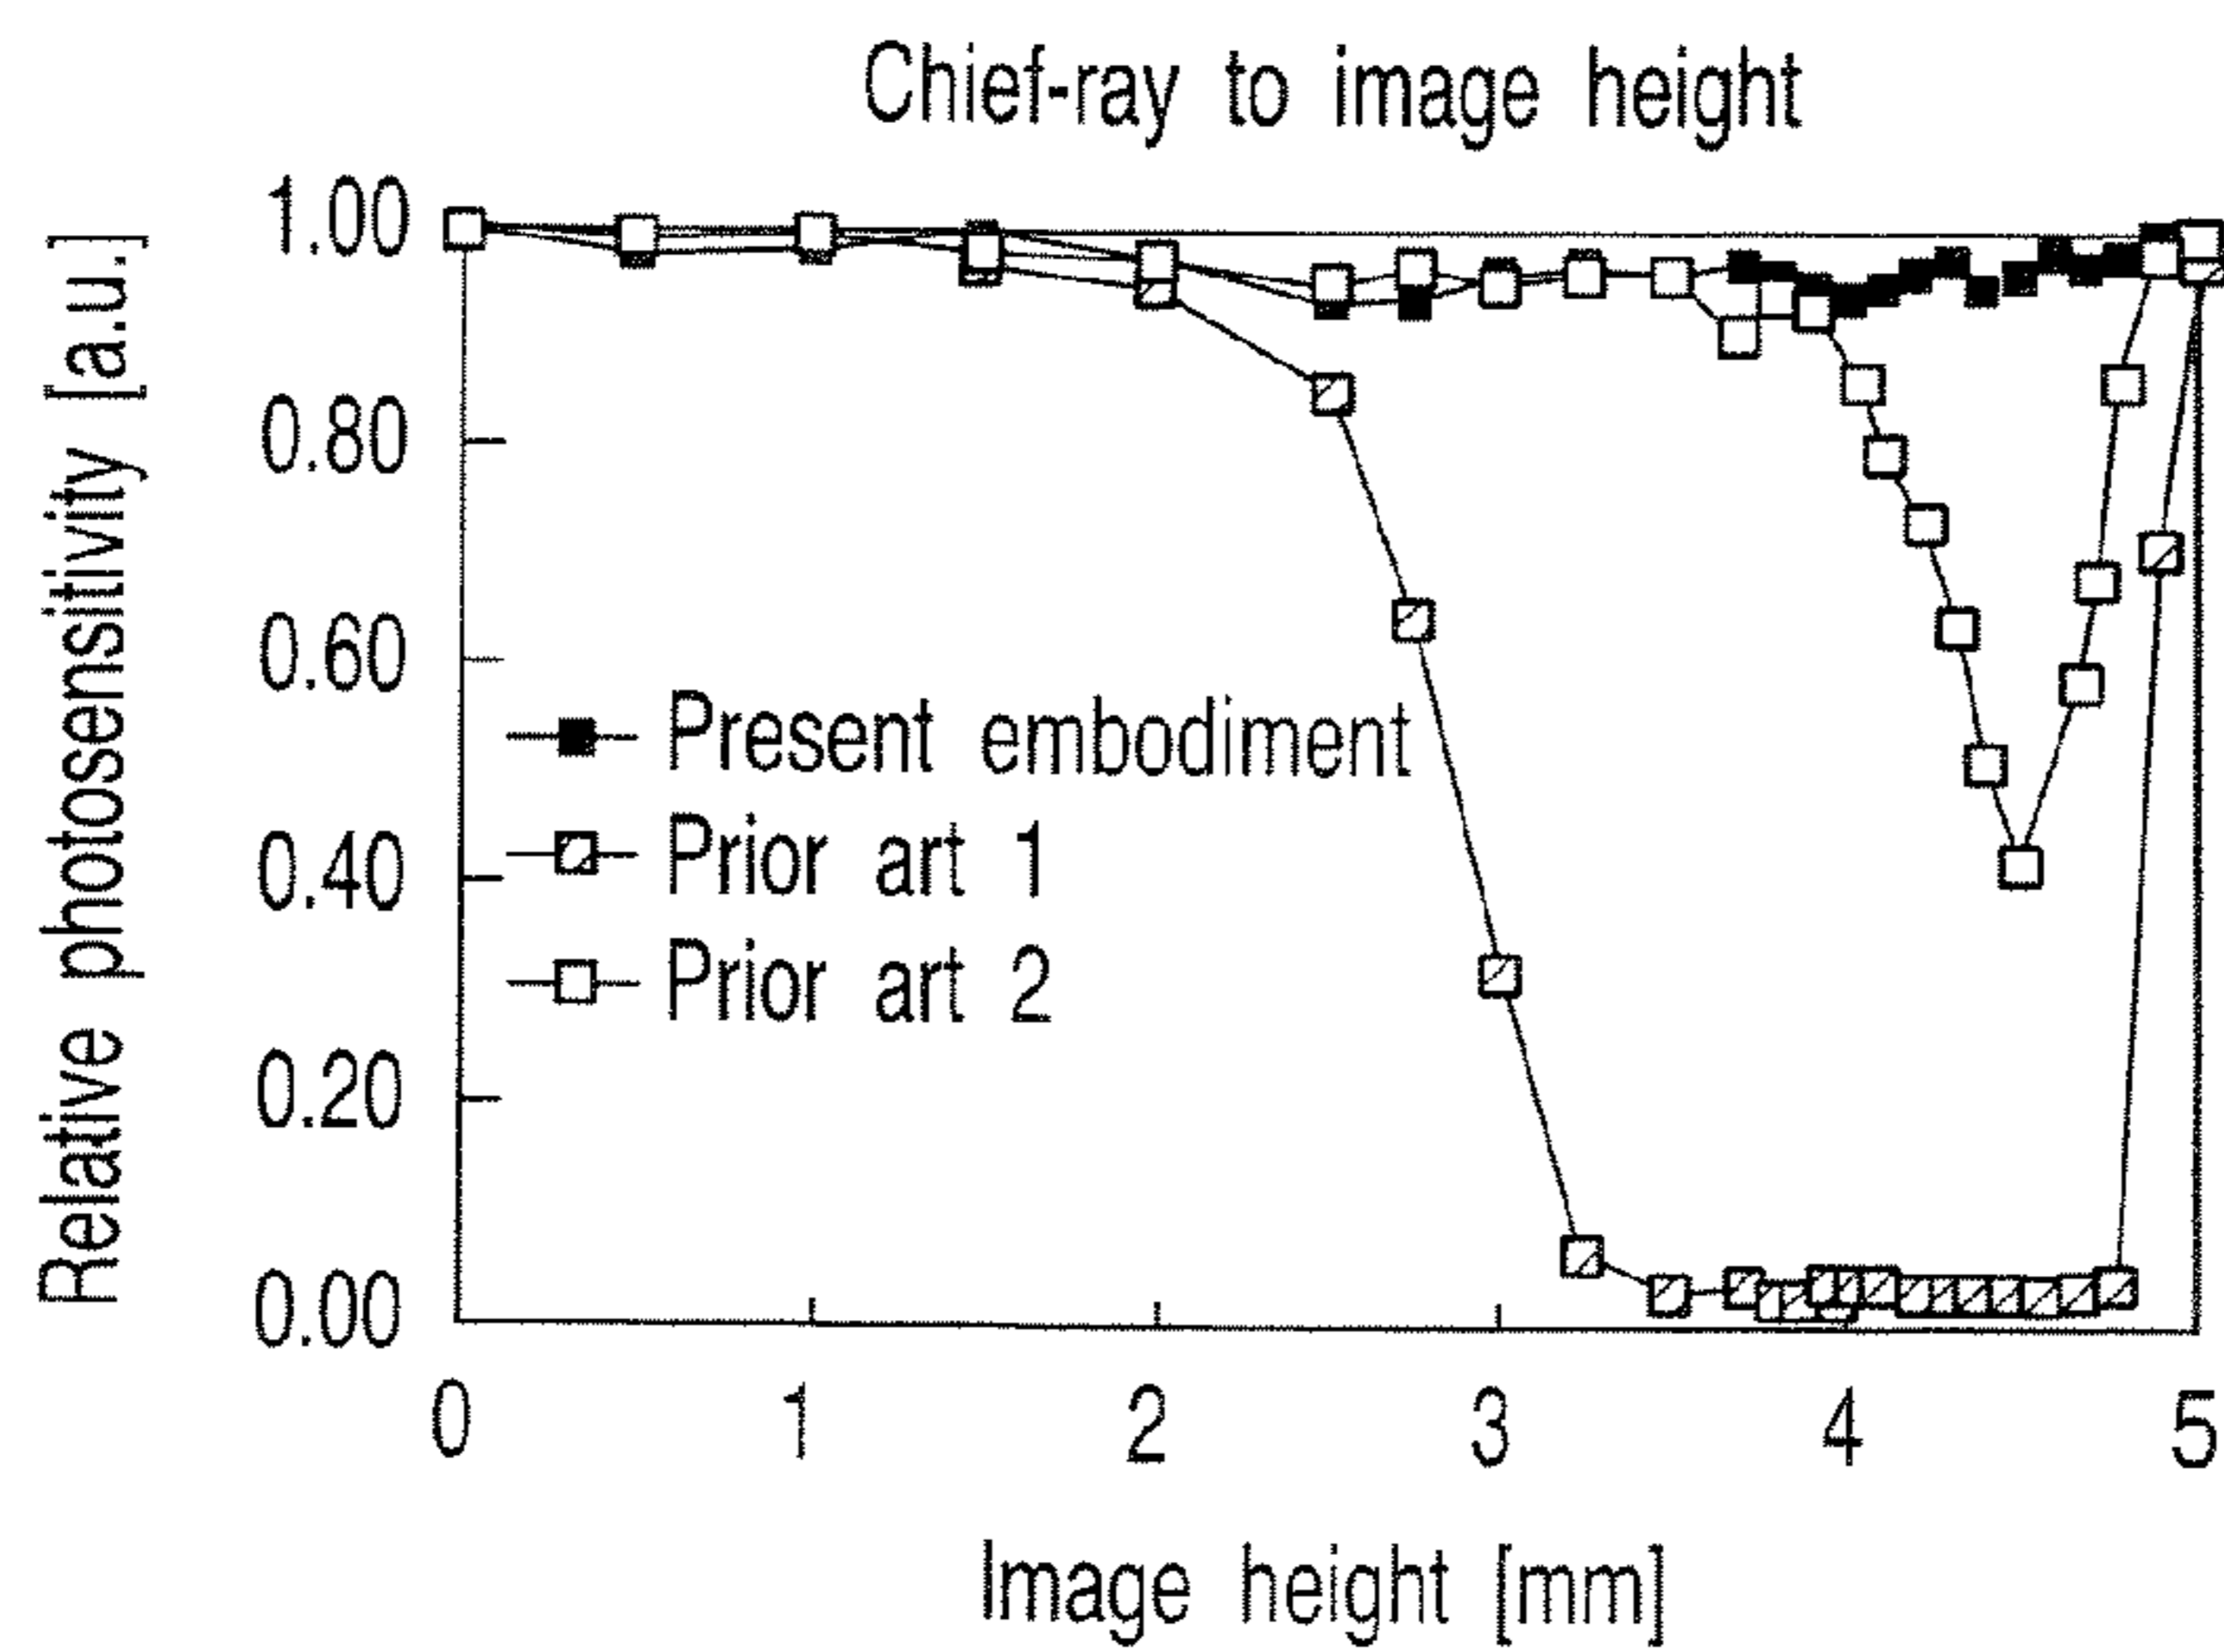 Chief-ray to image height
Relative photosensitivity [a.u.]
1.00
0.80
0.60
0.40
0.20
0.00
Present embodiment
Prior art 1
Prior art 2
0 1 2 3 4 5
Image height [mm]